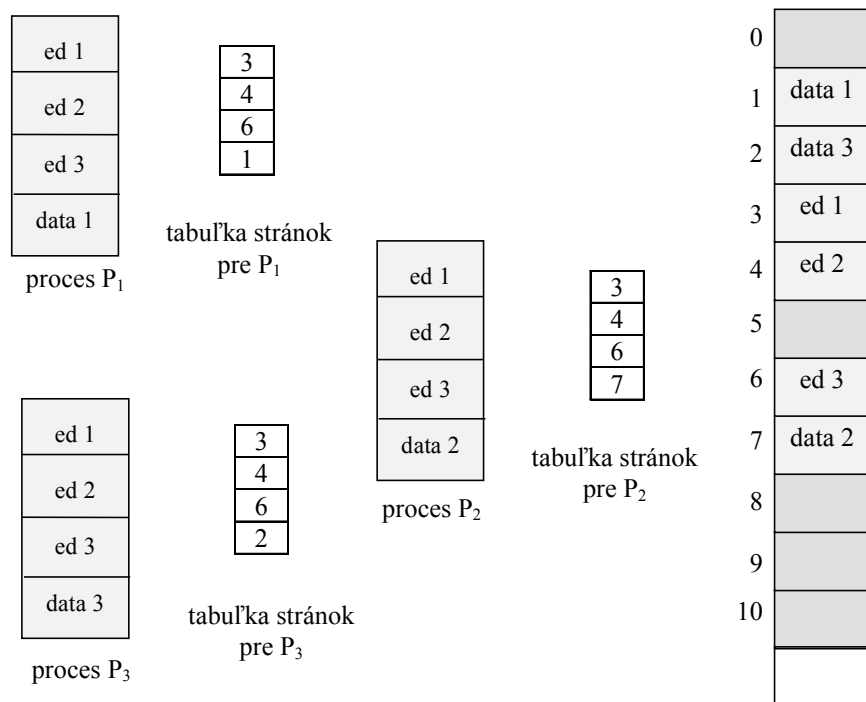 ed 1
ed 2
ed 3
data 1
proces P₁
3
4
6
1
tabuľka stránok
pre P₁
ed 1
ed 2
ed 3
data 2
proces P₂
3
4
6
7
tabuľka stránok
pre P₂
ed 1
ed 2
ed 3
data 3
proces P₃
3
4
6
2
tabuľka stránok
pre P₃
0
1 data 1
2 data 3
3 ed 1
4 ed 2
5
6 ed 3
7 data 2
8
9
10